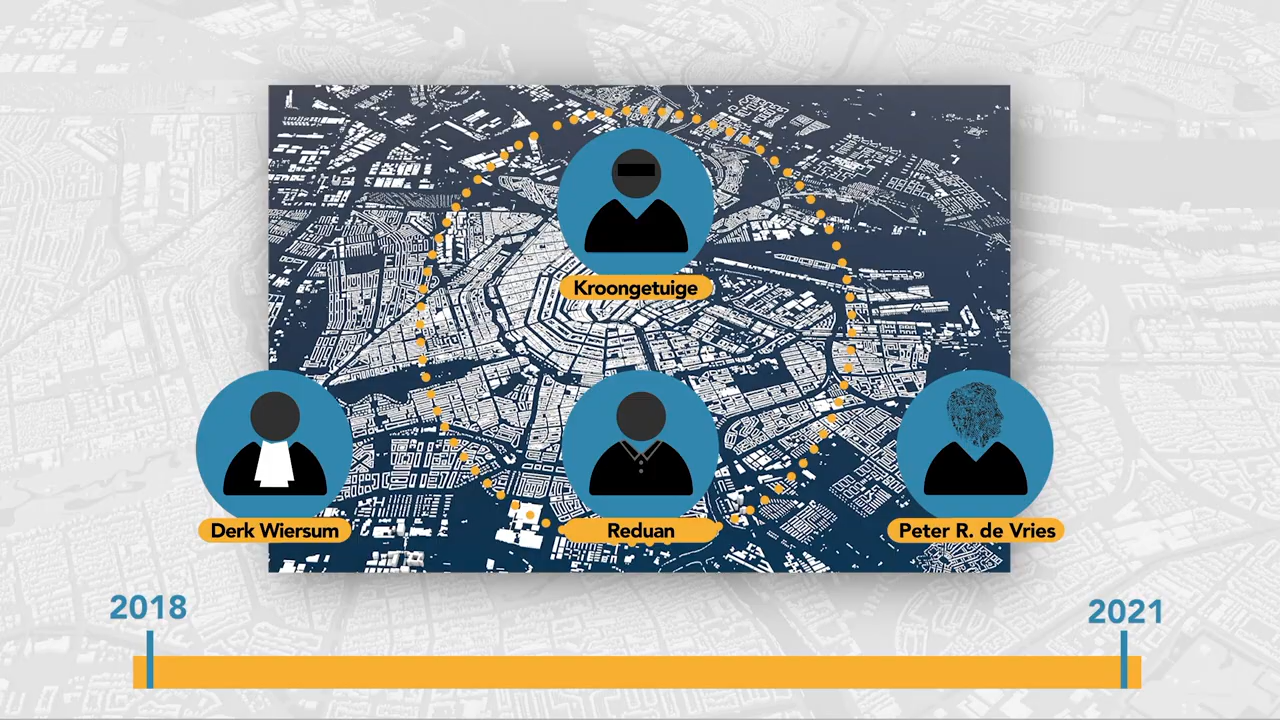 Kroongetuige
Derk Wiersum
Reduan
Peter R. de Vries
2018
2021